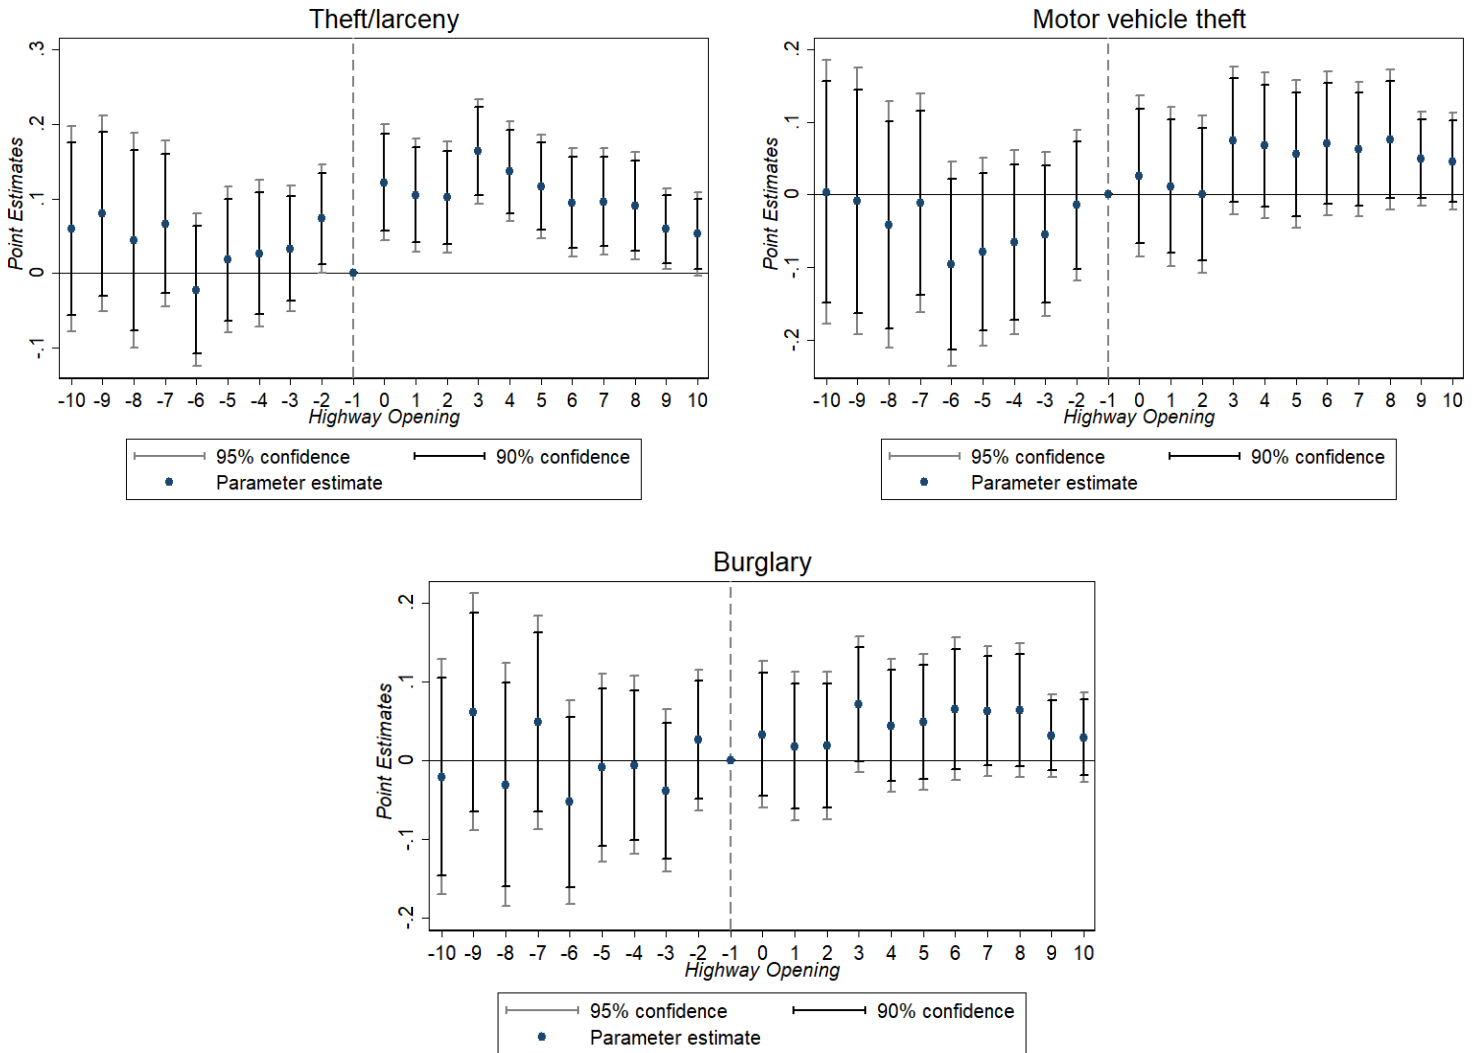 Theft/larceny
Point Estimates
.3
.2
.1
0
-.1
-10 -9 -8 -7 -6 -5 -4 -3 -2 -1 0 1 2 3 4 5 6 7 8 9 10
Highway Opening
95% confidence 90% confidence
Parameter estimate
Motor vehicle theft
Point Estimates
.2
.1
0
-.1
-.2
-10 -9 -8 -7 -6 -5 -4 -3 -2 -1 0 1 2 3 4 5 6 7 8 9 10
Highway Opening
95% confidence 90% confidence
Parameter estimate
Burglary
Point Estimates
.2
.1
0
-.1
-.2
-10 -9 -8 -7 -6 -5 -4 -3 -2 -1 0 1 2 3 4 5 6 7 8 9 10
Highway Opening
95% confidence 90% confidence
Parameter estimate